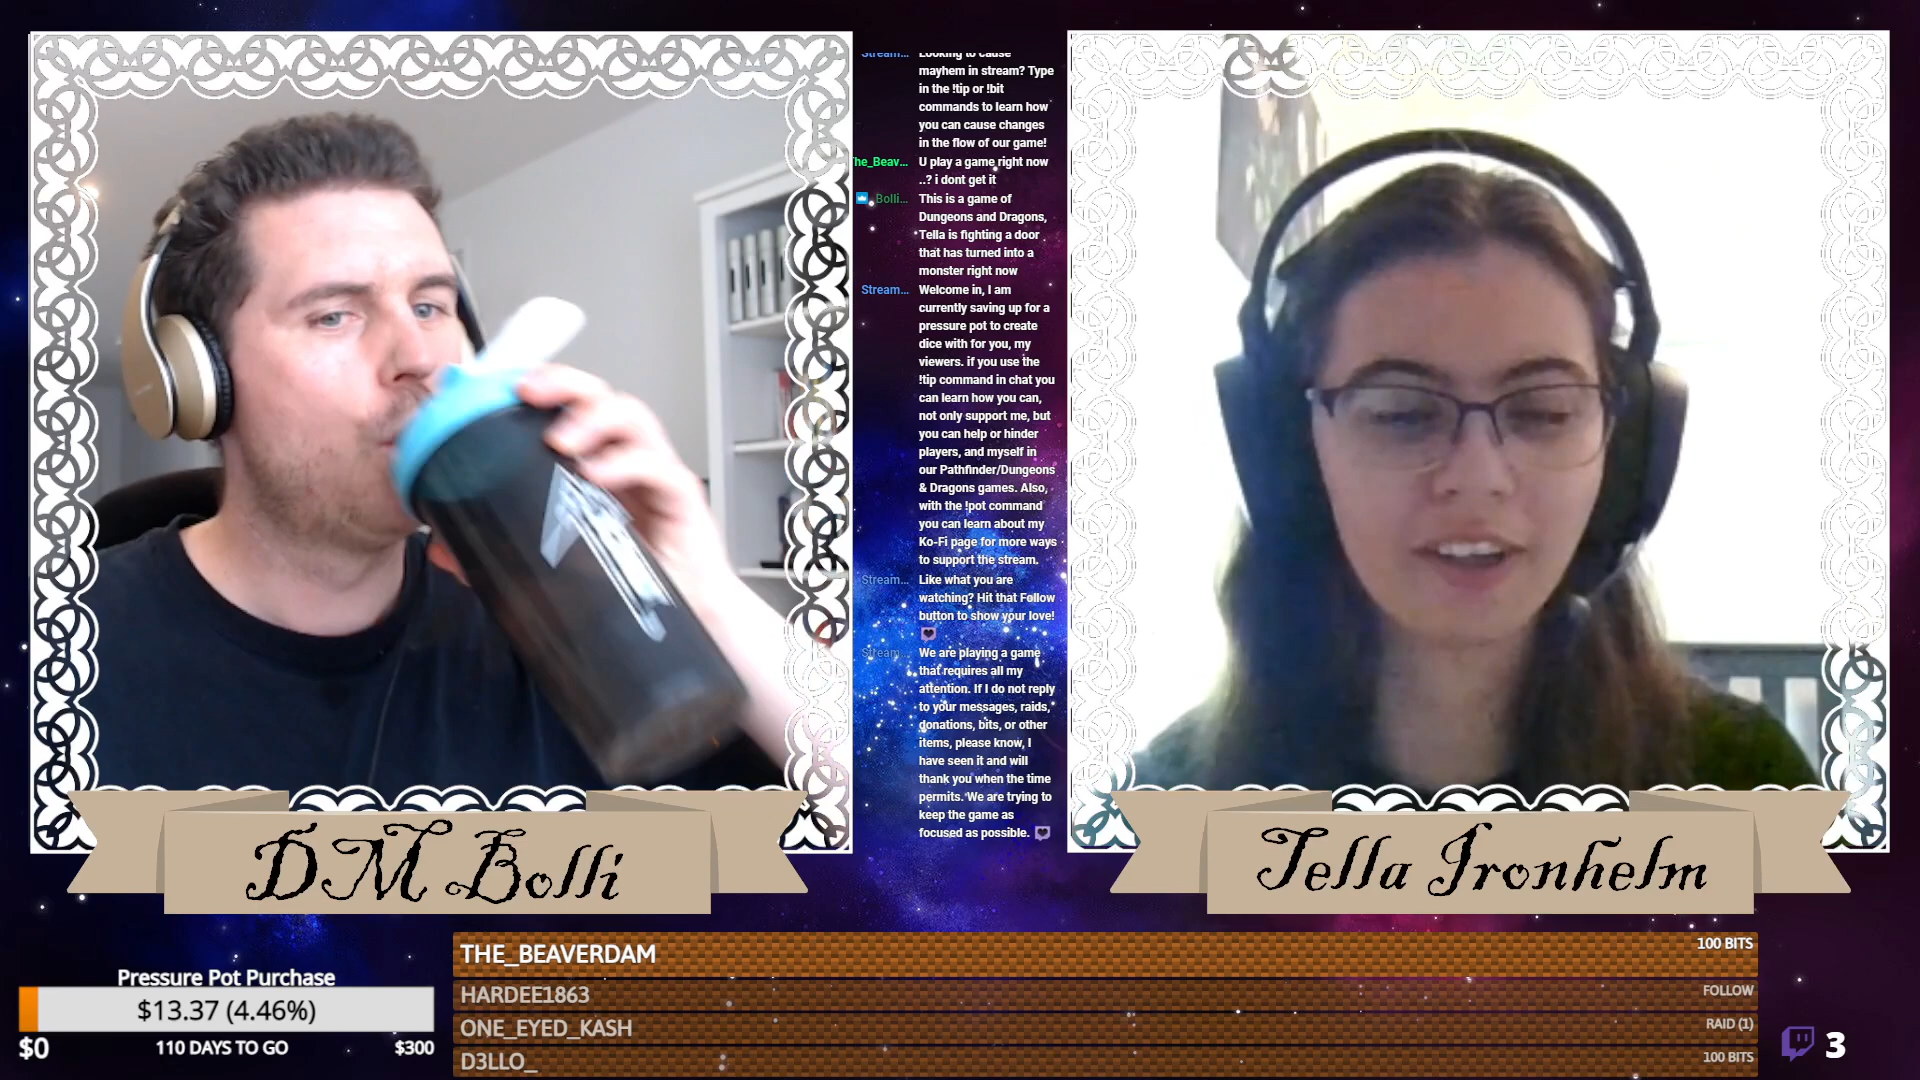 Stream... Looking to cause
mayhem in stream? Type
in the !tip or !bit
commands to learn how
you can cause changes
in the flow of our game!
The_Beav... U play a game right now
..? i dont get it
Bolli... This is a game of
Dungeons and Dragons,
Tella is fighting a door
that has turned into a
monster right now
Stream... Welcome in, I am
currently saving up for a
pressure pot to create
dice with for you, my
viewers. if you use the
!tip command in chat you
can learn how you can,
not only support me, but
you can help or hinder
players, and myself in
our Pathfinder/Dungeons
& Dragons games. Also,
with the !pot command
you can learn about my
Ko-Fi page for more ways
to support the stream.
Stream... Like what you are
watching? Hit that Follow
button to show your love!
Stream... We are playing a game
that requires all my
attention. If I do not reply
to your messages, raids,
donations, bits, or other
items, please know, I
have seen it and will
thank you when the time
permits. We are trying to
keep the game as
focused as possible.
DM Bolli
Tella Ironhelm
Pressure Pot Purchase
$13.37 (4.46%)
$0 110 DAYS TO GO $300
THE_BEAVERDAM 100 BITS
HARDEE1863 FOLLOW
ONE_EYED_KASH RAID (1)
D3LLO_ 100 BITS
3